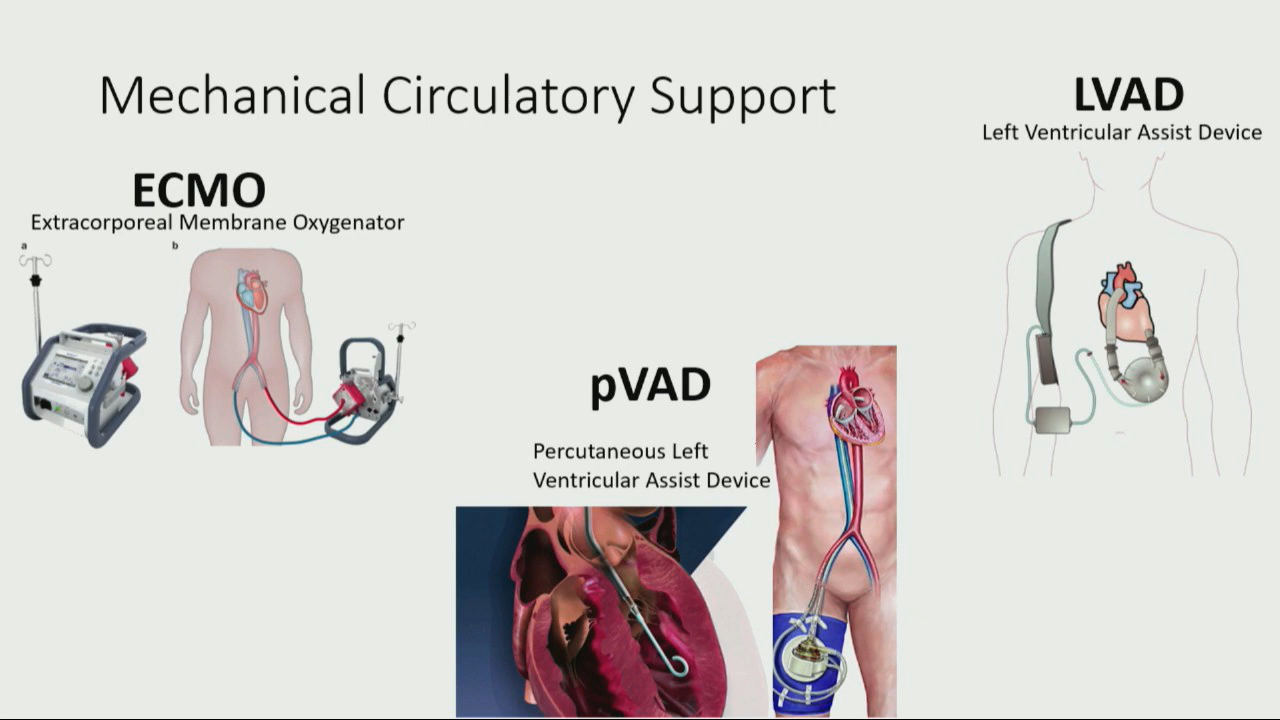 Mechanical Circulatory Support
LVAD
Left Ventricular Assist Device
ECMO
Extracorporeal Membrane Oxygenator
a
b
pVAD
Percutaneous Left
Ventricular Assist Device